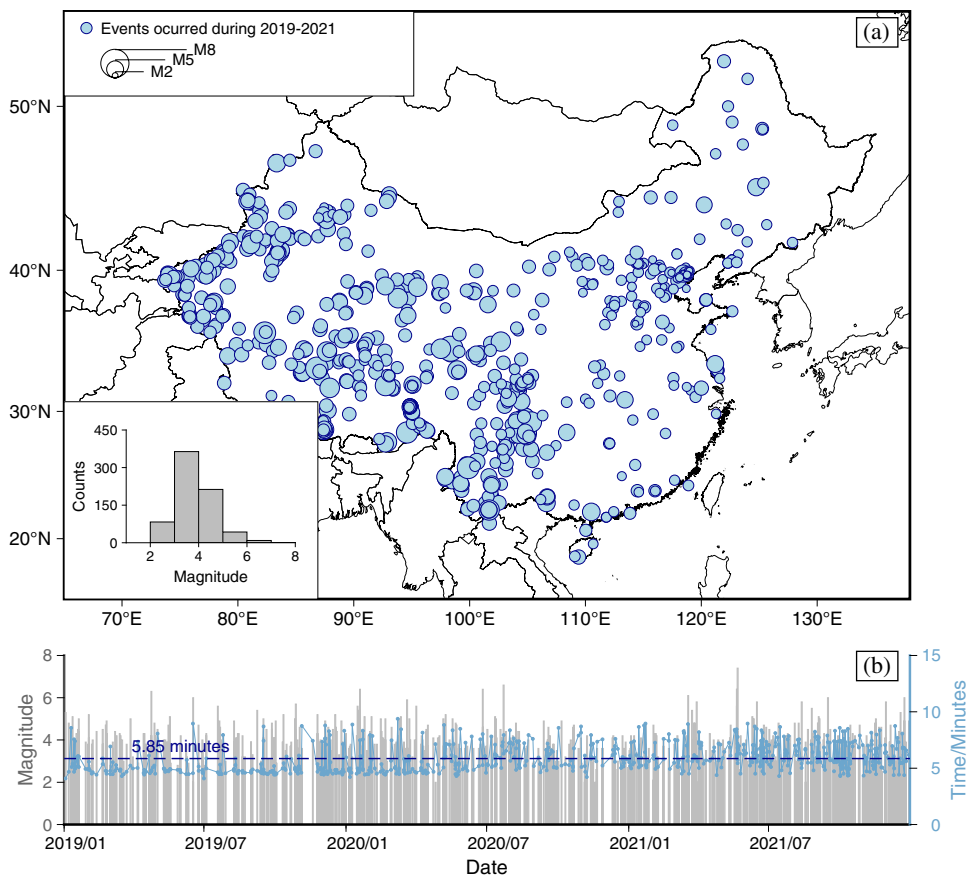 Events ocurred during 2019-2021
(a)
M8
M5
M2
50°N
40°N
30°N
20°N
450
300
150
0
Counts
2 4 6 8
Magnitude
70°E 80°E 90°E 100°E 110°E 120°E 130°E
(b)
8
6
4
2
0
Magnitude
5.85 minutes
15
10
5
0
Time/Minutes
2019/01 2019/07 2020/01 2020/07 2021/01 2021/07
Date